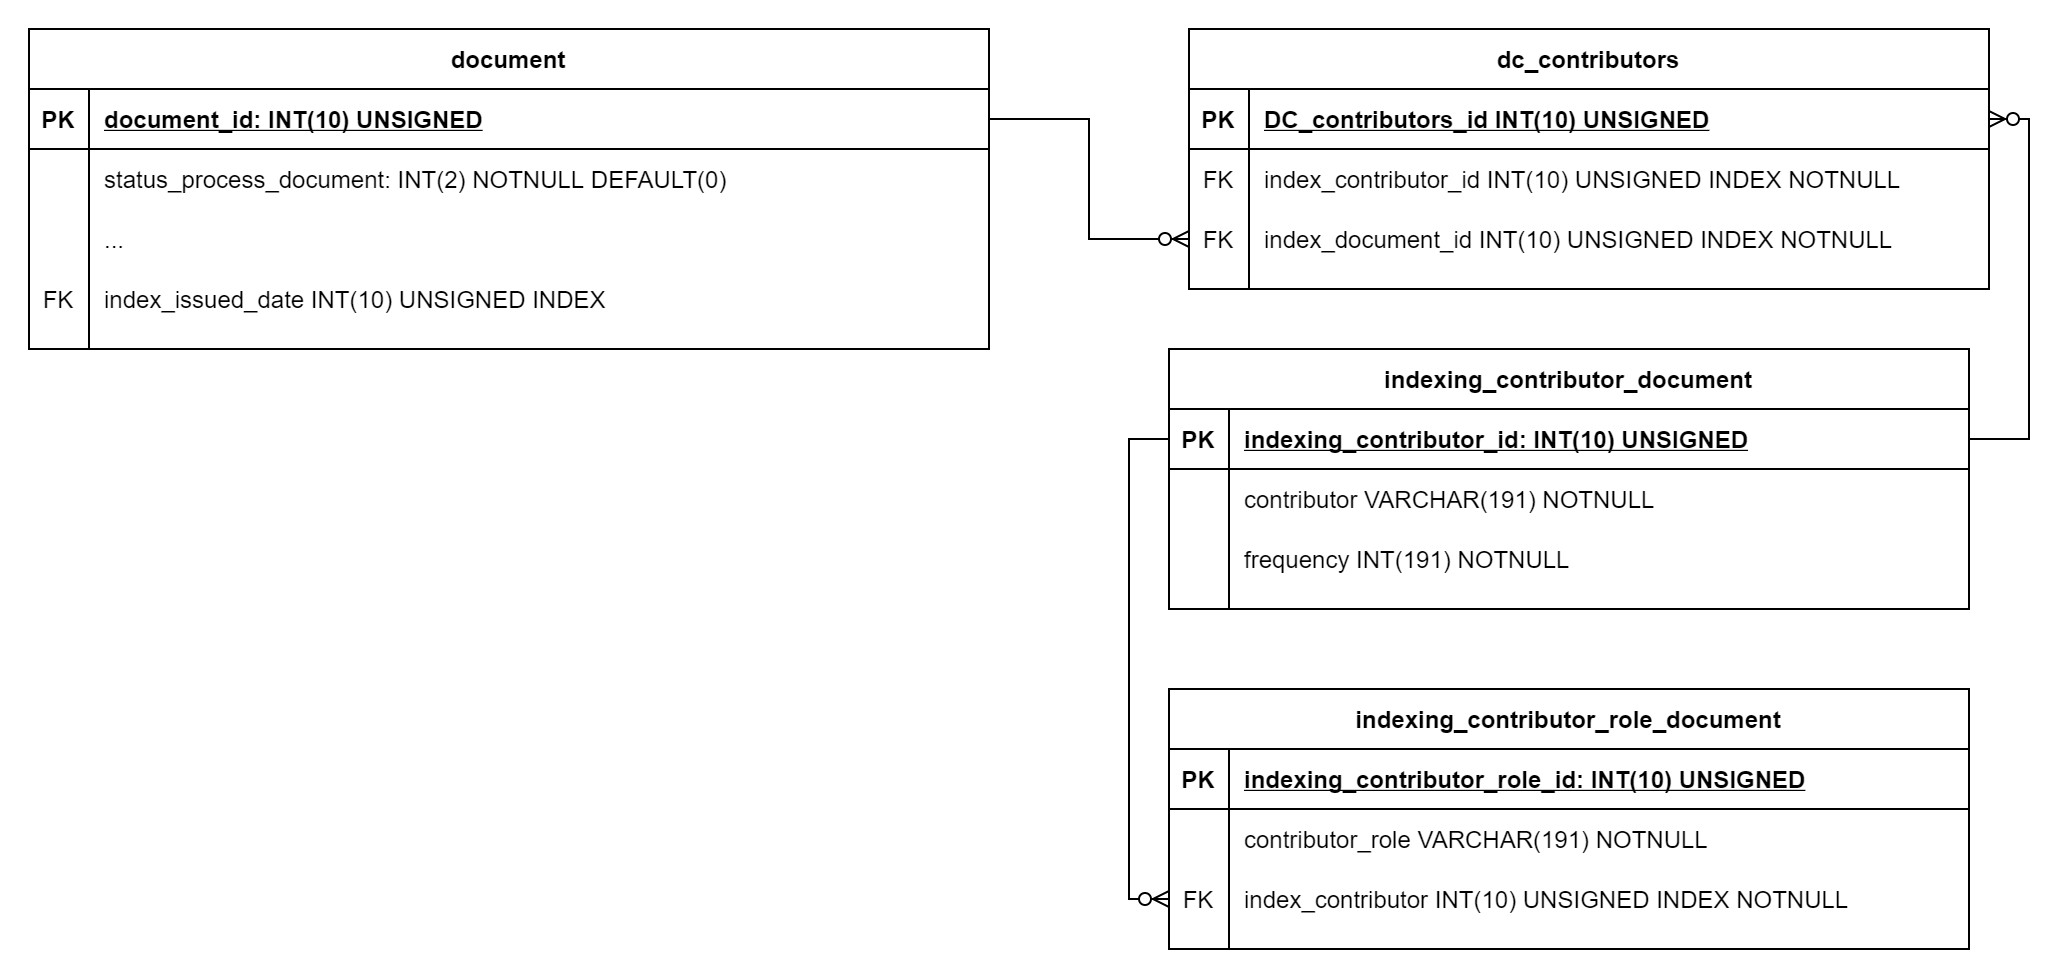 document
PK document_id: INT(10) UNSIGNED
status_process_document: INT(2) NOTNULL DEFAULT(0)
...
FK index_issued_date INT(10) UNSIGNED INDEX
dc_contributors
PK DC_contributors_id INT(10) UNSIGNED
FK index_contributor_id INT(10) UNSIGNED INDEX NOTNULL
FK index_document_id INT(10) UNSIGNED INDEX NOTNULL
indexing_contributor_document
PK indexing_contributor_id: INT(10) UNSIGNED
contributor VARCHAR(191) NOTNULL
frequency INT(191) NOTNULL
indexing_contributor_role_document
PK indexing_contributor_role_id: INT(10) UNSIGNED
contributor_role VARCHAR(191) NOTNULL
FK index_contributor INT(10) UNSIGNED INDEX NOTNULL